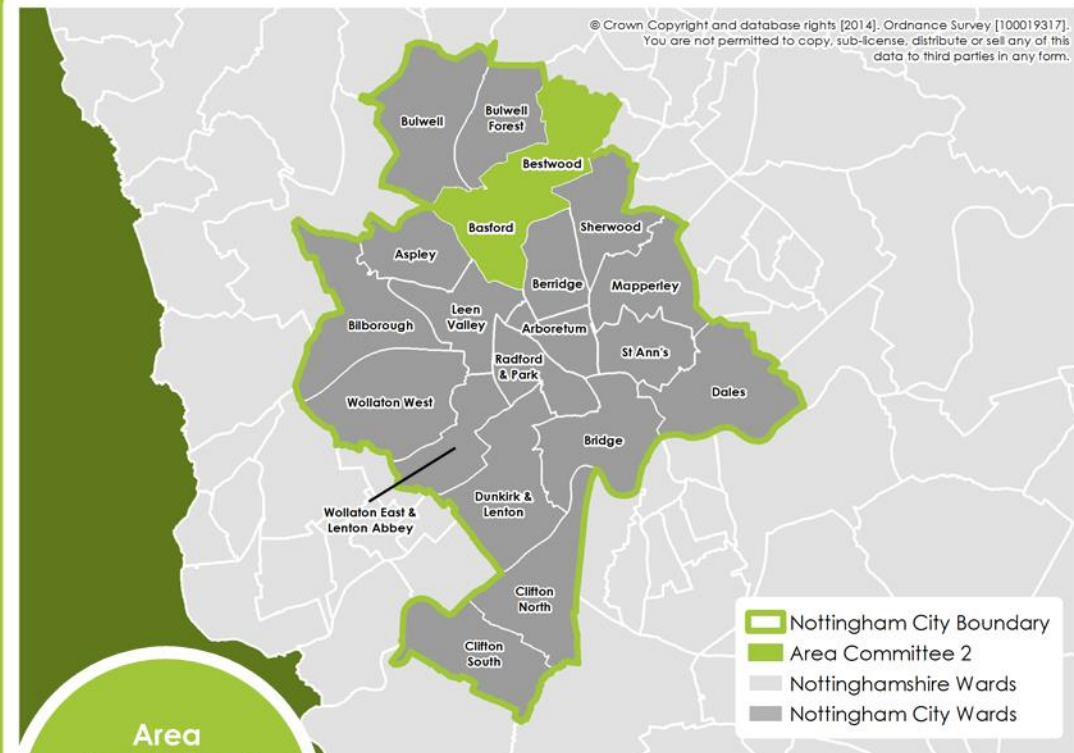 © Crown Copyright and database rights [2014]. Ordnance Survey [100019317].
You are not permitted to copy, sub-license, distribute or sell any of this
data to third parties in any form.
Bulwell
Bulwell
Forest
Bestwood
Basford
Sherwood
Aspley
Berridge
Mapperley
Leen
Valley
Bilborough
Arboretum
St Ann's
Radford
& Park
Dales
Wollaton West
Bridge
Dunkirk &
Lenton
Wollaton East &
Lenton Abbey
Clifton
North
Clifton
South
Nottingham City Boundary
Area Committee 2
Nottinghamshire Wards
Nottingham City Wards
Area